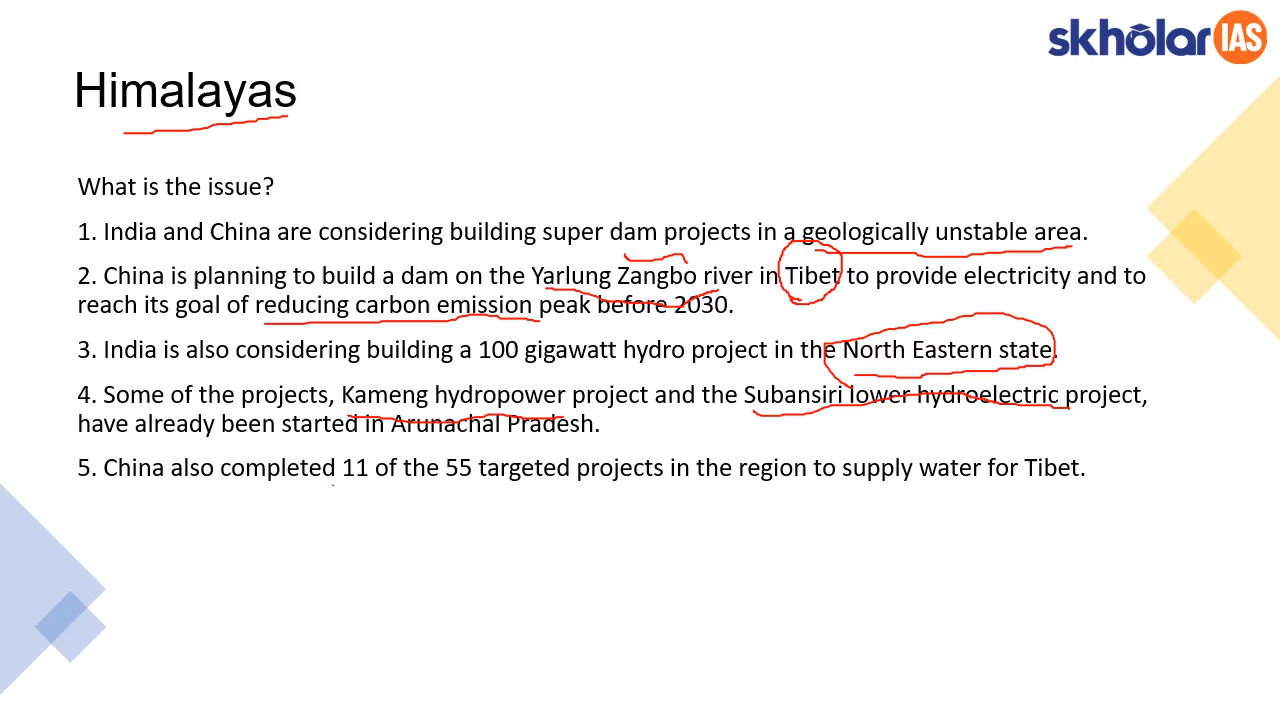 skholar IAS
Himalayas
What is the issue?
1. India and China are considering building super dam projects in a geologically unstable area.
2. China is planning to build a dam on the Yarlung Zangbo river in Tibet to provide electricity and to
reach its goal of reducing carbon emission peak before 2030.
3. India is also considering building a 100 gigawatt hydro project in the North Eastern state.
4. Some of the projects, Kameng hydropower project and the Subansiri lower hydroelectric project,
have already been started in Arunachal Pradesh.
5. China also completed 11 of the 55 targeted projects in the region to supply water for Tibet.